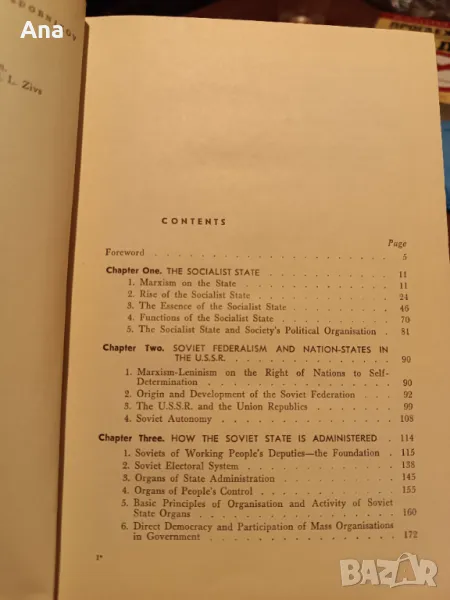 Ana
SPORNINOV
L. Zivs
CONTENTS
Page
Foreword . . . . . . . . . . 5
Chapter One. THE SOCIALIST STATE . . . . . . . . 11
1. Marxism on the State . . . . . . . . 11
2. Rise of the Socialist State . . . . . . . . 24
3. The Essence of the Socialist State . . . . . . 46
4. Functions of the Socialist State . . . . . . 70
5. The Socialist State and Society's Political Organisation . . 81
Chapter Two. SOVIET FEDERALISM AND NATION-STATES IN
THE U.S.S.R. . . . . . . . . . 90
1. Marxism-Leninism on the Right of Nations to Self-
Determination . . . . . . . . 90
2. Origin and Development of the Soviet Federation . . 92
3. The U.S.S.R. and the Union Republics . . . . 99
4. Soviet Autonomy . . . . . . . . 108
Chapter Three. HOW THE SOVIET STATE IS ADMINISTERED . 114
1. Soviets of Working People's Deputies—the Foundation . . 115
2. Soviet Electoral System . . . . . . . 138
3. Organs of State Administration . . . . . . 145
4. Organs of People's Control . . . . . . 155
5. Basic Principles of Organisation and Activity of Soviet
State Organs . . . . . . . . 160
6. Direct Democracy and Participation of Mass Organisations
in Government . . . . . . . . 172
2*
BAZAR
.bg